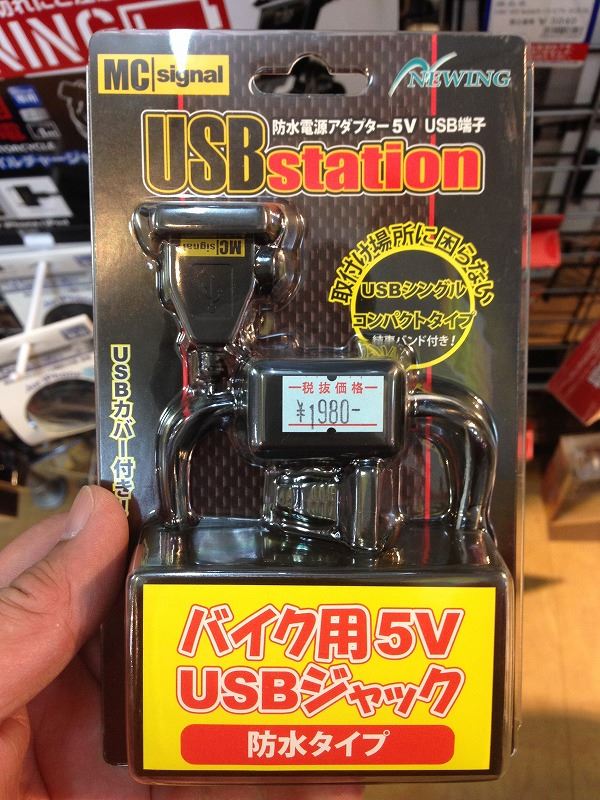 MC signal
NEWING
防水電源アダプター5V USB端子
USB station
MC signal
取付け場所に困らない
USBシングル
コンパクトタイプ
結束バンド付き!
USBカバー付き!
税抜価格
¥1980-
バイク用5V
USBジャック
防水タイプ